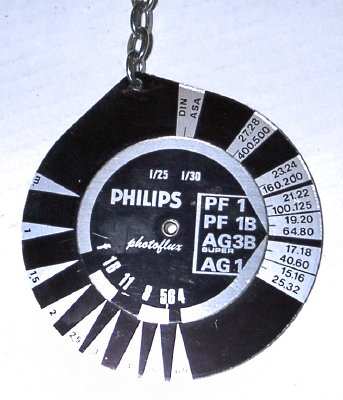 DIN
ASA
27.28
400.500
23.24
160.200
21.22
100.125
19.20
64.80
17.18
40.60
15.16
25.32
1/25 1/30
PHILIPS
photoflux
PF 1
PF 1B
AG3B
SUPER
AG1
f
16
11
8
5
6
4
m.
1
1.5
2
2.5